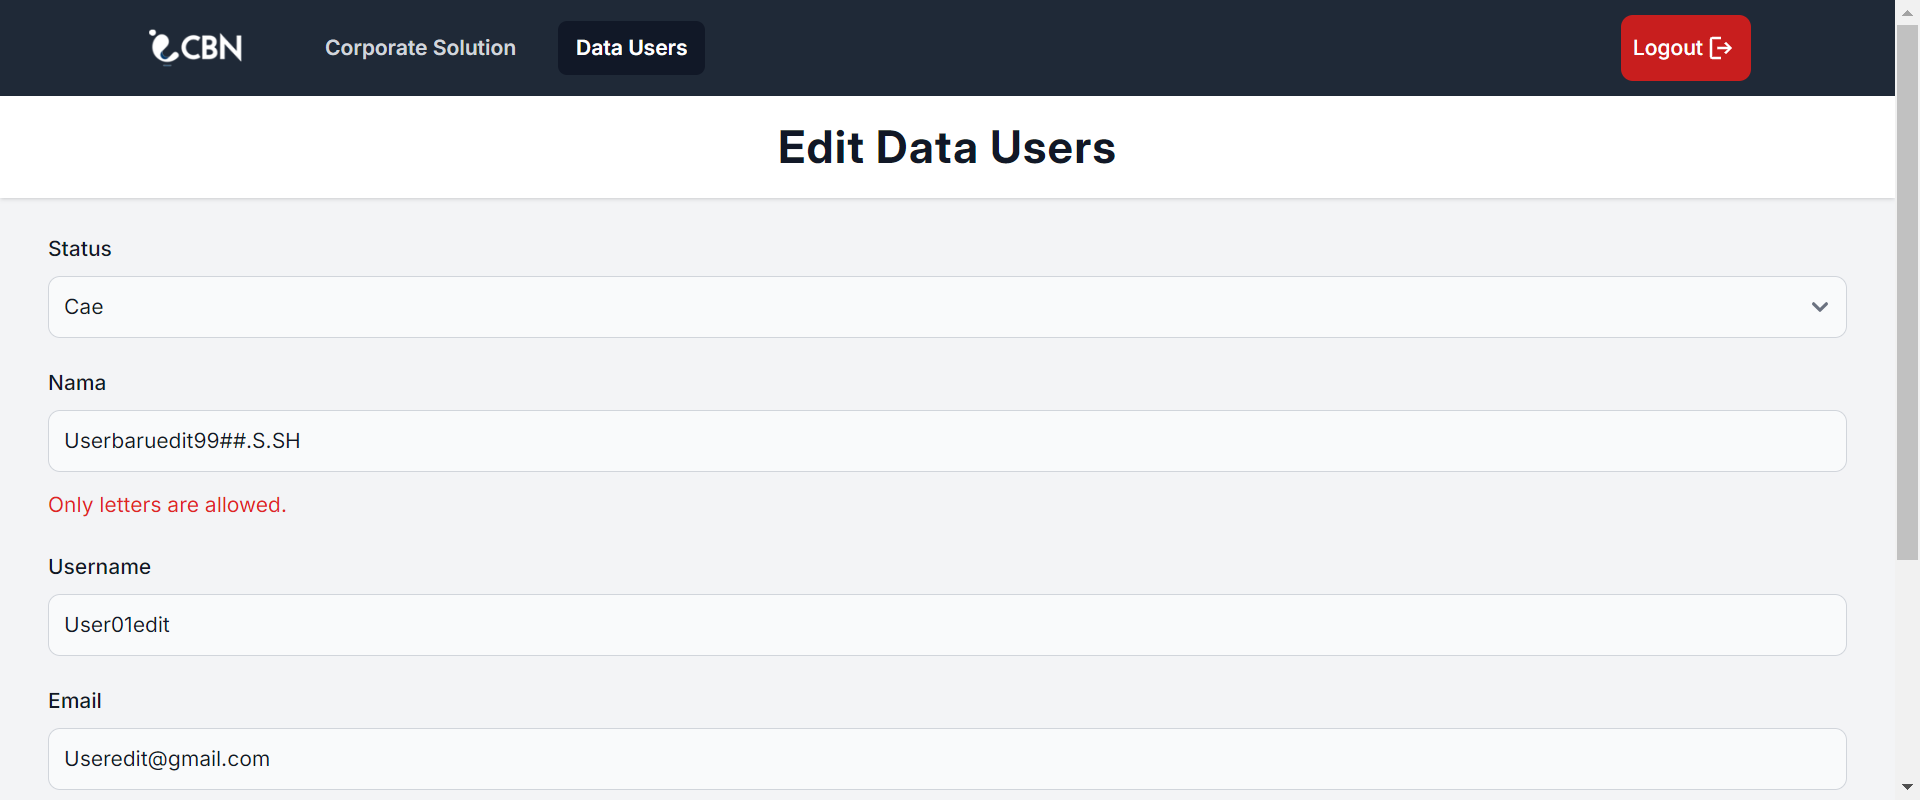 CBN
Corporate Solution
Data Users
Logout
Edit Data Users
Status
Cae
Nama
Userbaruedit99##.S.SH
Only letters are allowed.
Username
User01edit
Email
Useredit@gmail.com